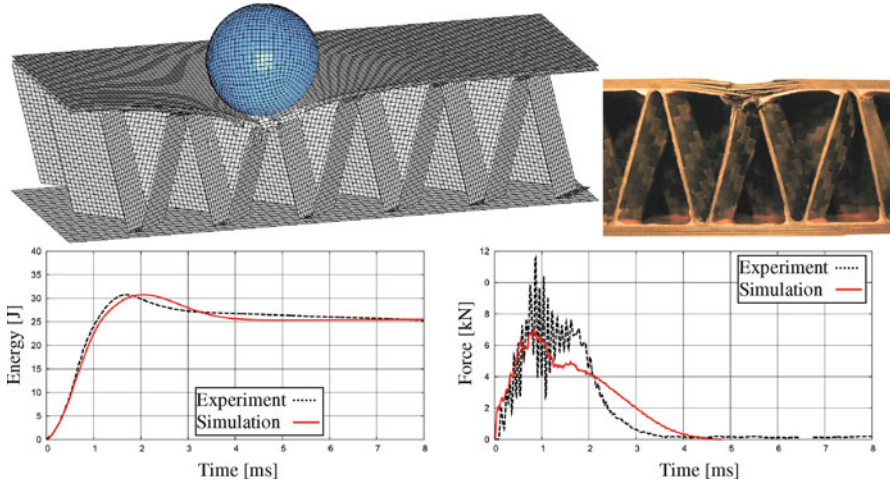 40
35
30
25
20
15
10
5
0
Energy [J]
Experiment
Simulation
0 1 2 3 4 5 6 7 8
Time [ms]
12
0
6
6
4
2
0
Force [kN]
Experiment
Simulation
0 1 2 3 4 5 6 7 8
Time [ms]